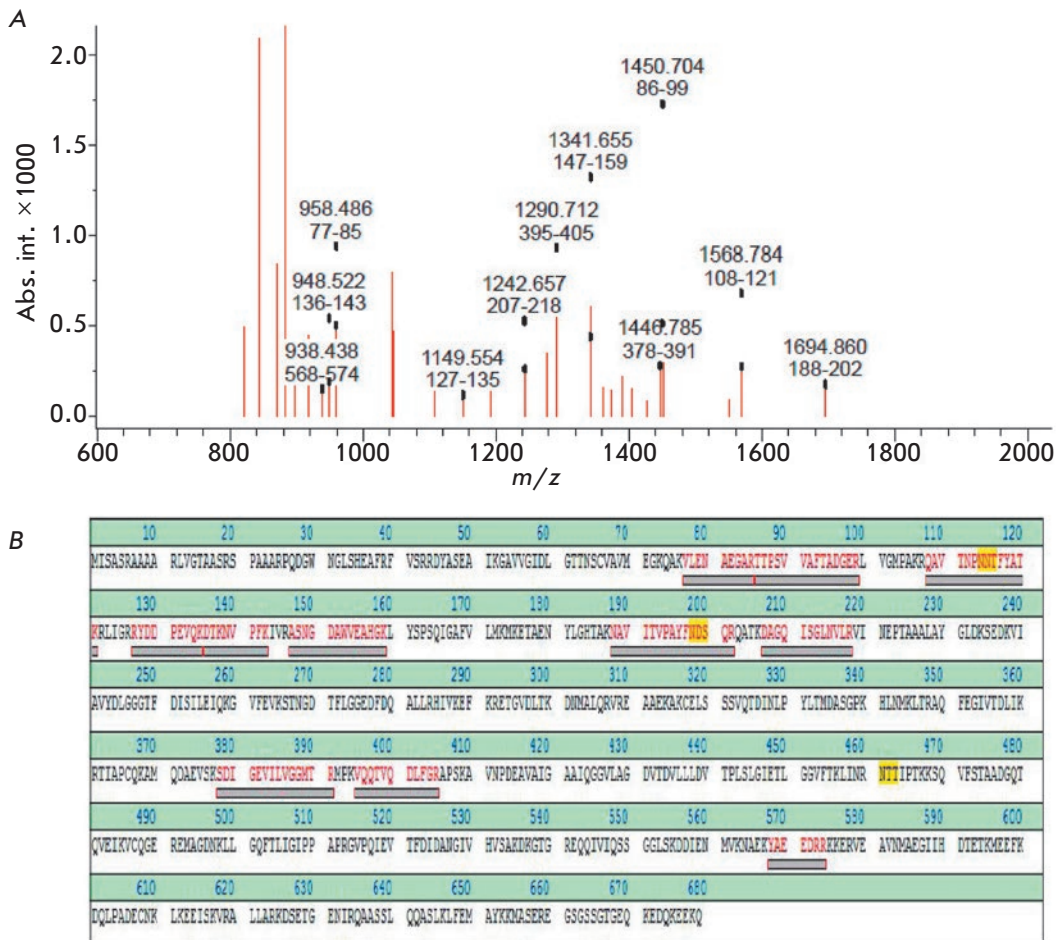 A
2.0
1.5
1.0
0.5
0.0
Abs. int. ×1000
1450.704
86-99
1341.655
147-159
958.486
77-85
1290.712
395-405
1568.784
108-121
948.522
136-143
1242.657
207-218
1446.785
378-391
938.438
568-574
1149.554
127-135
1694.860
188-202
600 800 1000 1200 1400 1600 1800 2000
m/z
B
10 20 30 40 50 60 70 80 90 100 110 120
MISASRAAAA RLVGTAASRS PAAARPQDGW NGLSHEAFRF VSRRDYASEA IKGAVVGIDL GTTNSCVAVM EGKQAKVLEN AEGARTTPSV VAFTADGERL VGMPAKRQAV TNPNNTFYAT
130 140 150 160 170 180 190 200 210 220 230 240
KRLIGRRYDD PEVQKDIKNV PFKIVRASNG DAWVEAHGKL YSPSQIGAFV LMKMKETAEN YLGHTAKNAV ITVPAYFNDS QRQATKDAGQ ISGLNVLRVI NEPTAAALAY GLDKSEDKVI
250 260 270 280 290 300 310 320 330 340 350 360
AVYDLGGGTF DISILEIQKG VFEVKSTNGD TFLGGEDFDQ ALLRHIVKEF KRETGVDLTK DNMALQRVRE AAEKAKCELS SSVQTDINLP YLTMDASGPK HLNMKLTRAQ FEGIVTDLIK
370 380 390 400 410 420 430 440 450 460 470 480
RTIAPCQKAM QDAEVSKSDI GEVILVGGMT RMPKVQQTVQ DLFGRAPSKA VNPDEAVAIG AAIQGGVLAG DVTDVLLLDV TPLSLGIETL GGVFTKLINR NTTIPTKKSQ VFSTAADGQT
490 500 510 520 530 540 550 560 570 580 590 600
QVEIKVCQGE REMAGDNKLL GQFTLIGIPP APRGVPQIEV TFDIDANGIV HVSAKDKGTG REQQIVIQSS GGLSKDDIEN MVKNAEKYAE EDRRKKERVE AVNMAEGIIH DTETKMEEFK
610 620 630 640 650 660 670 680
DQLPADECNK LKEEISKVRA LLARKDSETG ENIRQAASSL QQASLKLFEM AYKKMASERE GSGSSGTGEQ KEDQKEEKQ